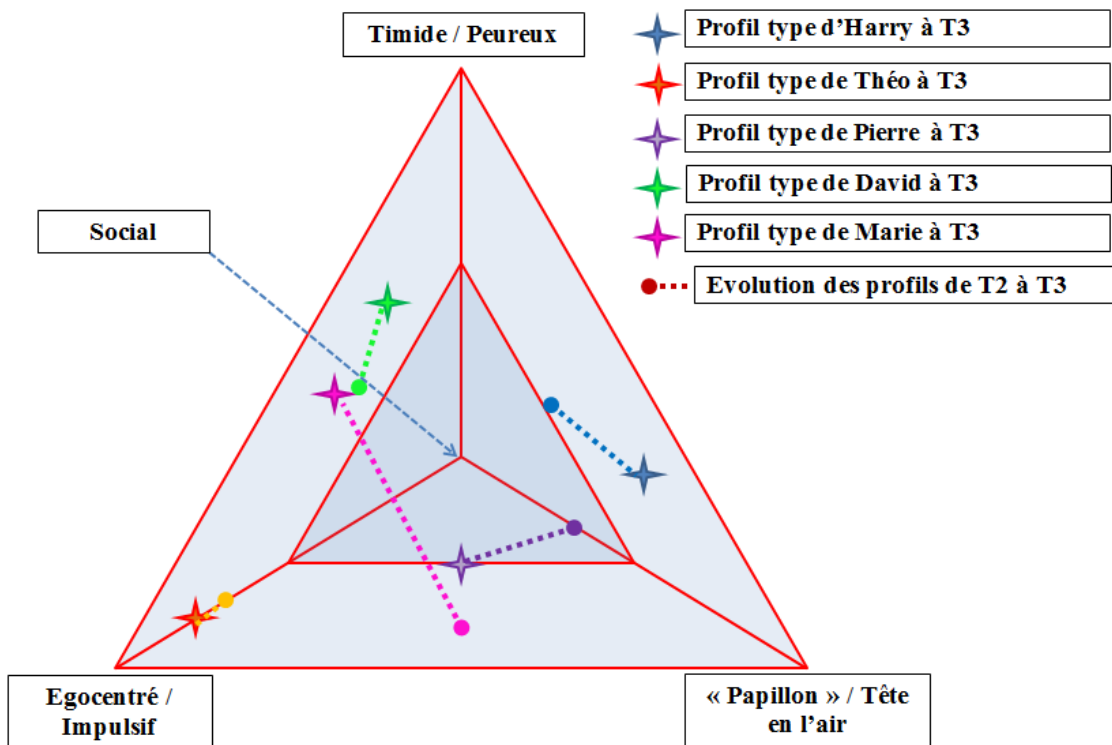 Timide / Peureux
Profil type d’Harry à T3
Profil type de Théo à T3
Profil type de Pierre à T3
Profil type de David à T3
Profil type de Marie à T3
Evolution des profils de T2 à T3
Social
Egocentré /
Impulsif
« Papillon » / Tête
en l’air